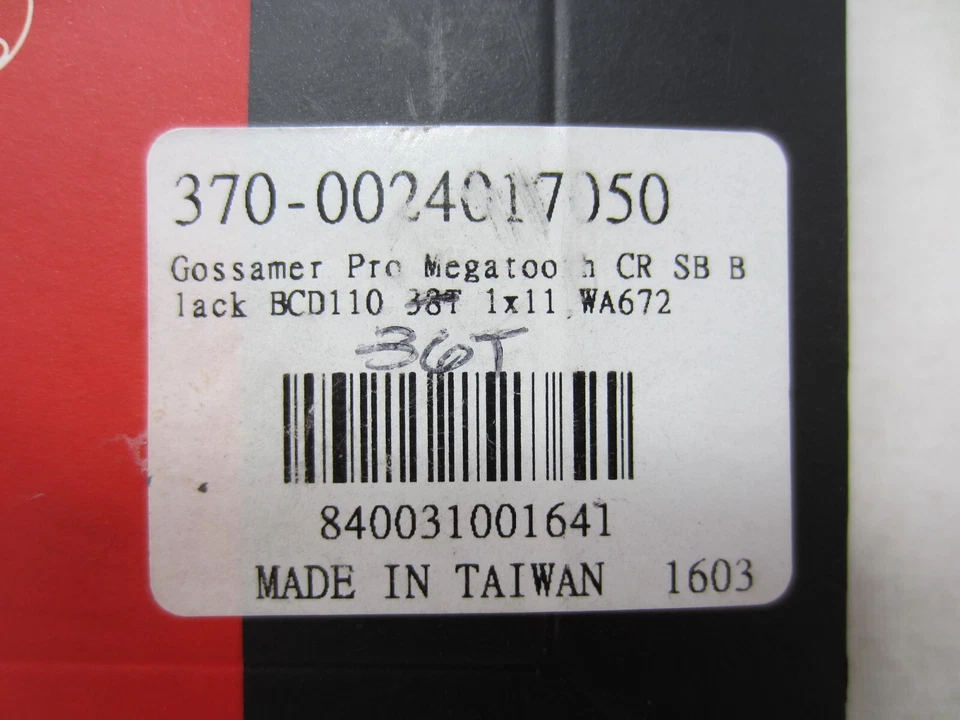 370-0024017050
Gossamer Pro Megatooth CR SB B
lack BCD110 38T 1x11 WA672
36T
840031001641
MADE IN TAIWAN 1603